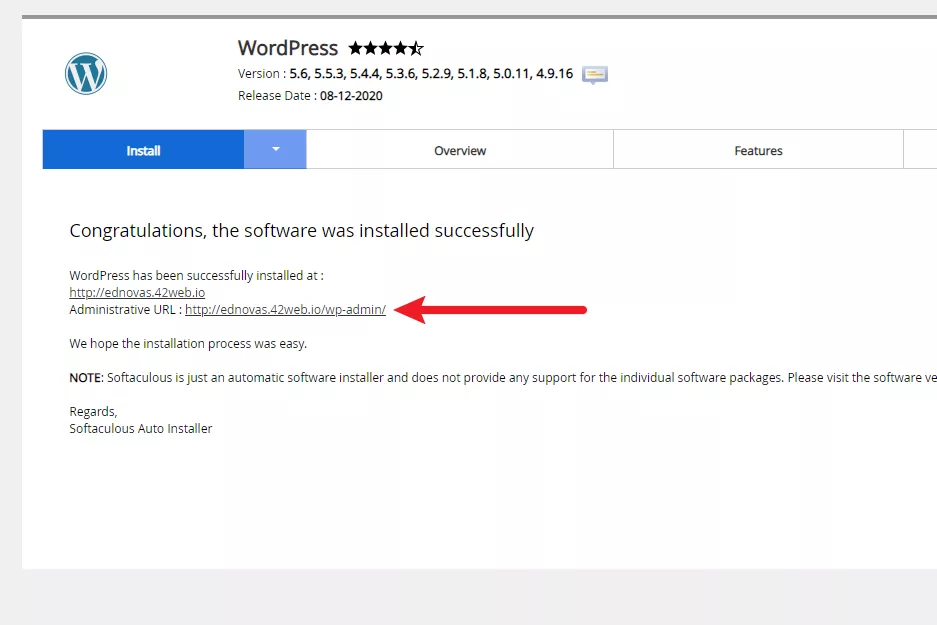 WordPress
Version : 5.6, 5.5.3, 5.4.4, 5.3.6, 5.2.9, 5.1.8, 5.0.11, 4.9.16
Release Date : 08-12-2020
Install
Overview
Features
Congratulations, the software was installed successfully
WordPress has been successfully installed at :
http://ednovas.42web.io
Administrative URL : http://ednovas.42web.io/wp-admin/
We hope the installation process was easy.
NOTE: Softaculous is just an automatic software installer and does not provide any support for the individual software packages. Please visit the software ve
Regards,
Softaculous Auto Installer